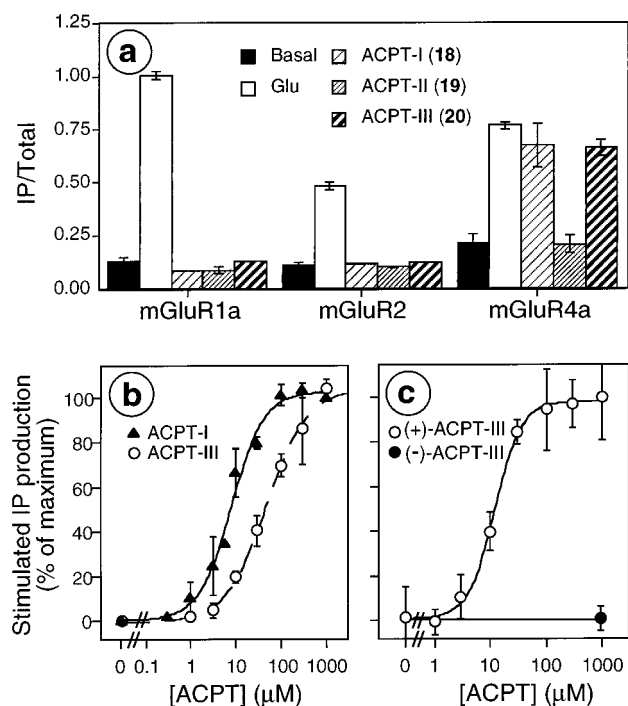 a
1.25
1.00
0.75
0.50
0.25
0.00
IP/Total
Basal
Glu
ACPT-I (18)
ACPT-II (19)
ACPT-III (20)
mGluR1a
mGluR2
mGluR4a
b
Stimulated IP production
(% of maximum)
100
80
60
40
20
0
ACPT-I
ACPT-III
0 0.1 1 10 100 1000
[ACPT] (µM)
c
(+)-ACPT-III
(-)-ACPT-III
0 1 10 100 1000
[ACPT] (µM)